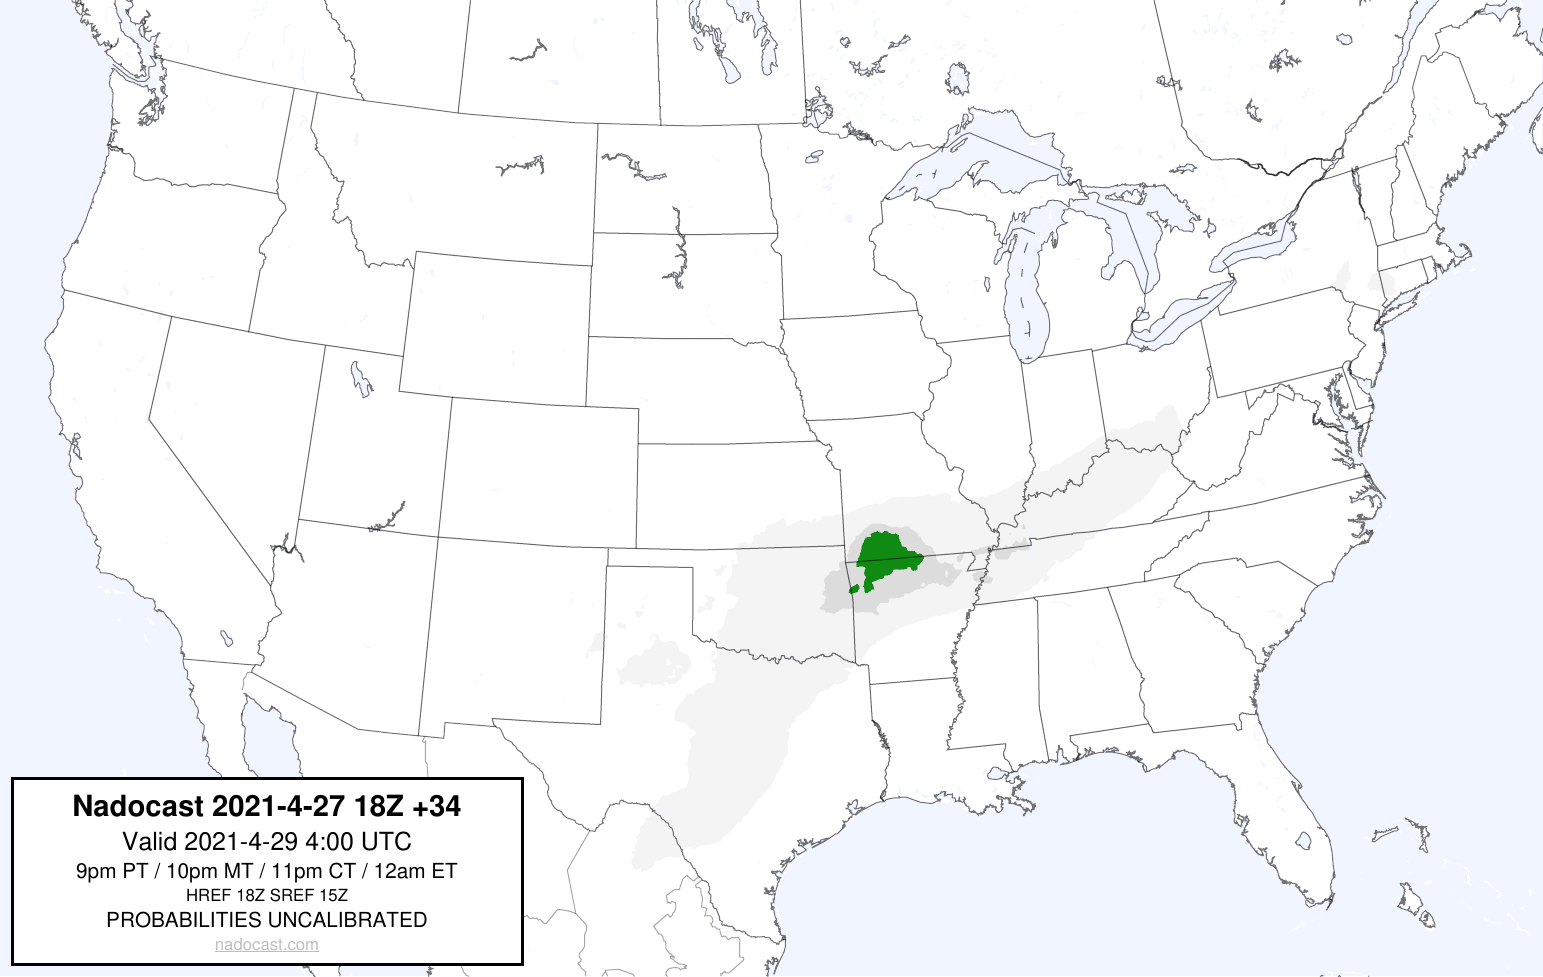 Nadocast 2021-4-27 18Z +34
Valid 2021-4-29 4:00 UTC
9pm PT / 10pm MT / 11pm CT / 12am ET
HREF 18Z SREF 15Z
PROBABILITIES UNCALIBRATED
nadocast.com